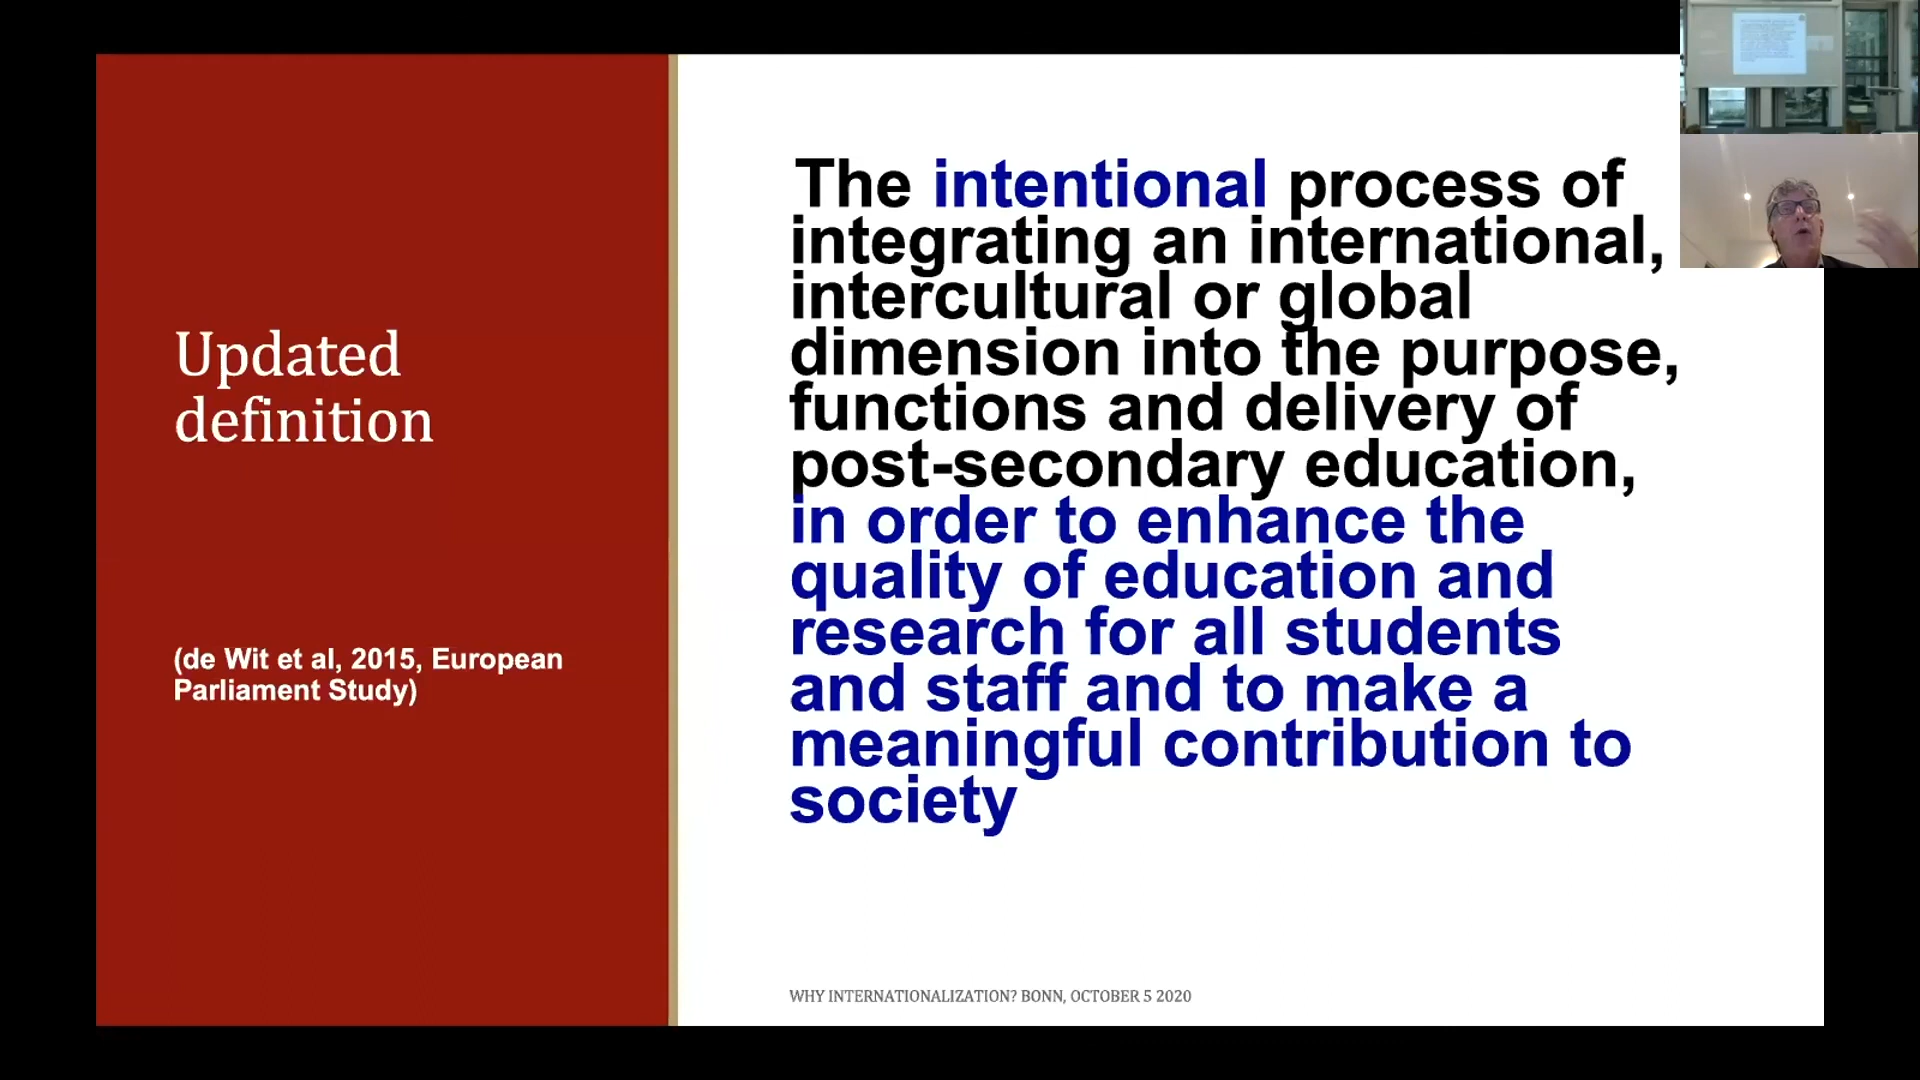 Updated
definition
(de Wit et al, 2015, European
Parliament Study)
The intentional process of
integrating an international,
intercultural or global
dimension into the purpose,
functions and delivery of
post-secondary education,
in order to enhance the
quality of education and
research for all students
and staff and to make a
meaningful contribution to
society
WHY INTERNATIONALIZATION? BONN, OCTOBER 5 2020